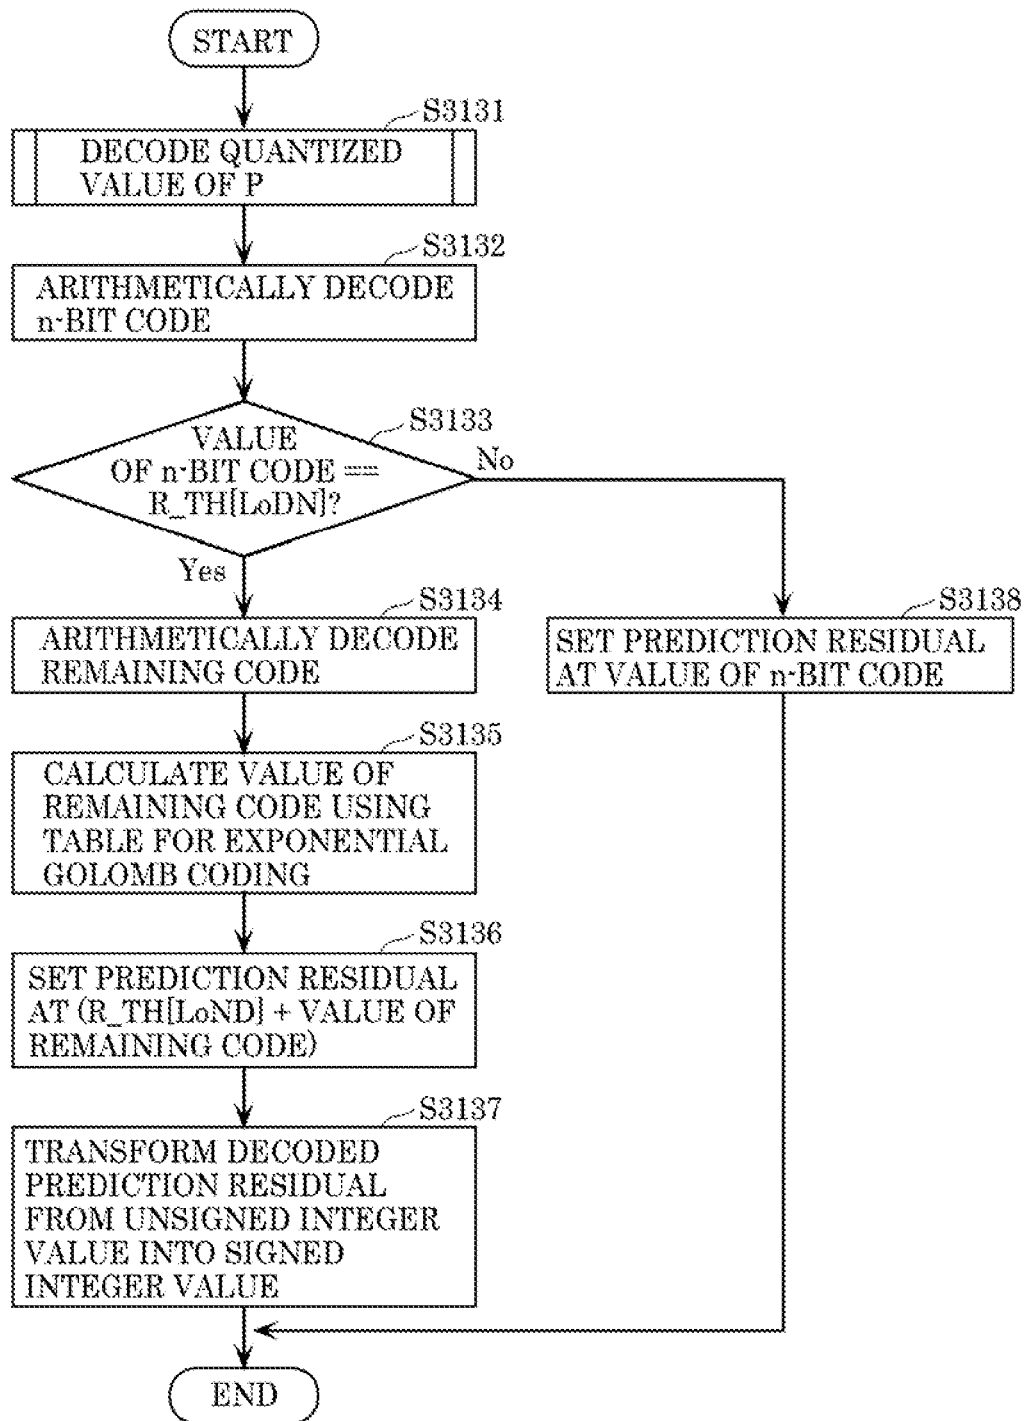 START
S3131
DECODE QUANTIZED
VALUE OF P
S3132
ARITHMETICALLY DECODE
n-BIT CODE
S3133
VALUE
OF n-BIT CODE ==
R_TH[LoDN]?
No
Yes
S3134
ARITHMETICALLY DECODE
REMAINING CODE
S3138
SET PREDICTION RESIDUAL
AT VALUE OF n-BIT CODE
S3135
CALCULATE VALUE OF
REMAINING CODE USING
TABLE FOR EXPONENTIAL
GOLOMB CODING
S3136
SET PREDICTION RESIDUAL
AT (R_TH[LoND] + VALUE OF
REMAINING CODE)
S3137
TRANSFORM DECODED
PREDICTION RESIDUAL
FROM UNSIGNED INTEGER
VALUE INTO SIGNED
INTEGER VALUE
END